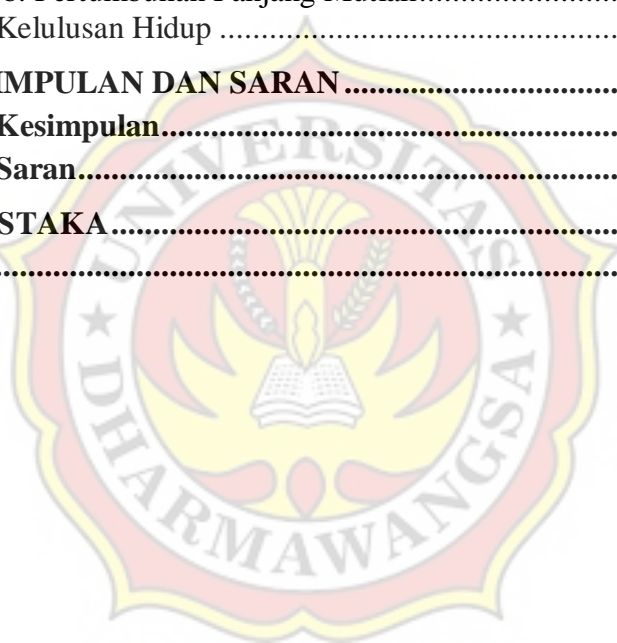 Pertumbuhan Panjang Mutlak..........................
Kelulusan Hidup ..................................................
IMPULAN DAN SARAN ..................................
Kesimpulan..........................................................
Saran....................................................................
STAKA................................................................
................................................................................
UNIVERSITAS
DHARMAWANGSA